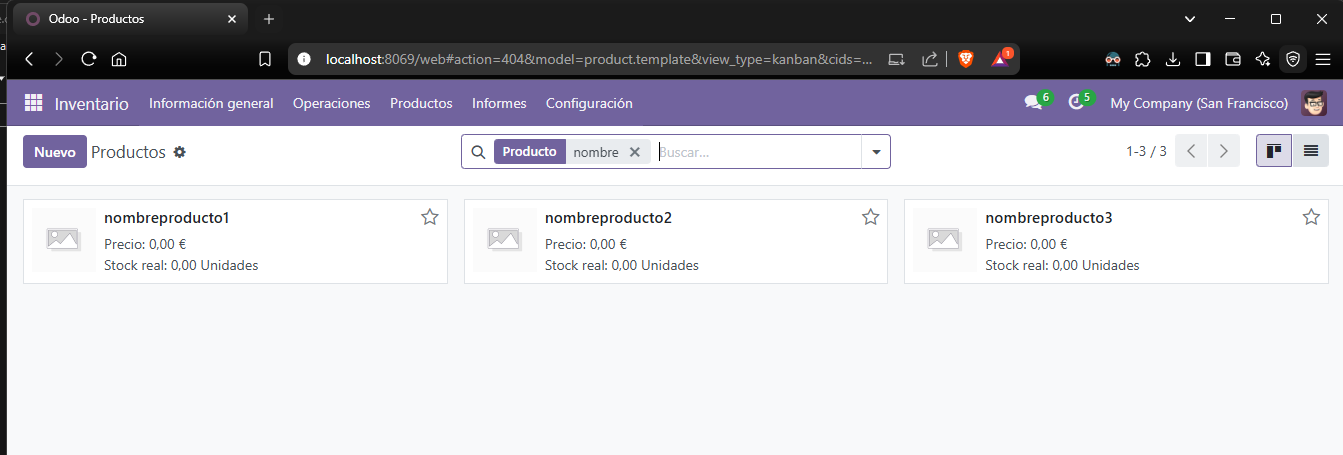 Odoo - Productos
localhost:8069/web#action=404&model=product.template&view_type=kanban&cids=...
1
Inventario Información general Operaciones Productos Informes Configuración 6 5 My Company (San Francisco)
Nuevo Productos Producto nombre Buscar... 1-3 / 3
nombreproducto1
Precio: 0,00 €
Stock real: 0,00 Unidades
nombreproducto2
Precio: 0,00 €
Stock real: 0,00 Unidades
nombreproducto3
Precio: 0,00 €
Stock real: 0,00 Unidades